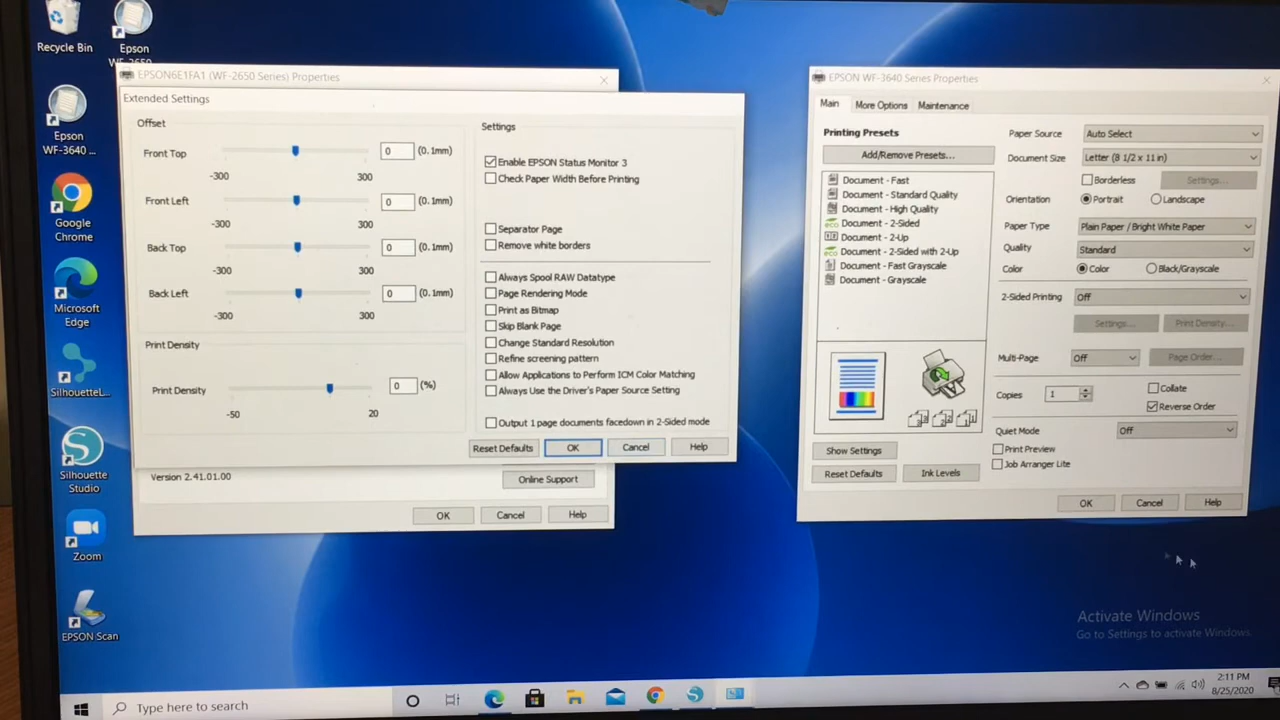 Recycle Bin
Epson
WF-2650
Epson
WF-3640 ...
Google
Chrome
Microsoft
Edge
SilhouetteL...
Silhouette
Studio
Zoom
EPSON Scan
EPSON6E1FA1 (WF-2650 Series) Properties
Extended Settings
Offset
Front Top
0
(0.1mm)
-300
300
Front Left
0
(0.1mm)
-300
300
Back Top
0
(0.1mm)
-300
300
Back Left
0
(0.1mm)
-300
300
Print Density
Print Density
0
(%)
-50
20
Settings
Enable EPSON Status Monitor 3
Check Paper Width Before Printing
Separator Page
Remove white borders
Always Spool RAW Datatype
Page Rendering Mode
Print as Bitmap
Skip Blank Page
Change Standard Resolution
Refine screening pattern
Allow Applications to Perform ICM Color Matching
Always Use the Driver's Paper Source Setting
Output 1 page documents facedown in 2-Sided mode
Reset Defaults
OK
Cancel
Help
Version 2.41.01.00
Online Support
OK
Cancel
Help
EPSON WF-3640 Series Properties
Main
More Options
Maintenance
Printing Presets
Add/Remove Presets...
Document - Fast
Document - Standard Quality
Document - High Quality
eco Document - 2-Sided
Document - 2-Up
eco Document - 2-Sided with 2-Up
Document - Fast Grayscale
Document - Grayscale
Show Settings
Reset Defaults
Ink Levels
Paper Source
Auto Select
Document Size
Letter (8 1/2 x 11 in)
Borderless
Settings...
Orientation
Portrait
Landscape
Paper Type
Plain Paper / Bright White Paper
Quality
Standard
Color
Color
Black/Grayscale
2-Sided Printing
Off
Settings...
Print Density...
Multi-Page
Off
Page Order...
Copies
1
Collate
Reverse Order
Quiet Mode
Off
Print Preview
Job Arranger Lite
OK
Cancel
Help
Activate Windows
Go to Settings to activate Windows.
Type here to search
2:11 PM
8/25/2020